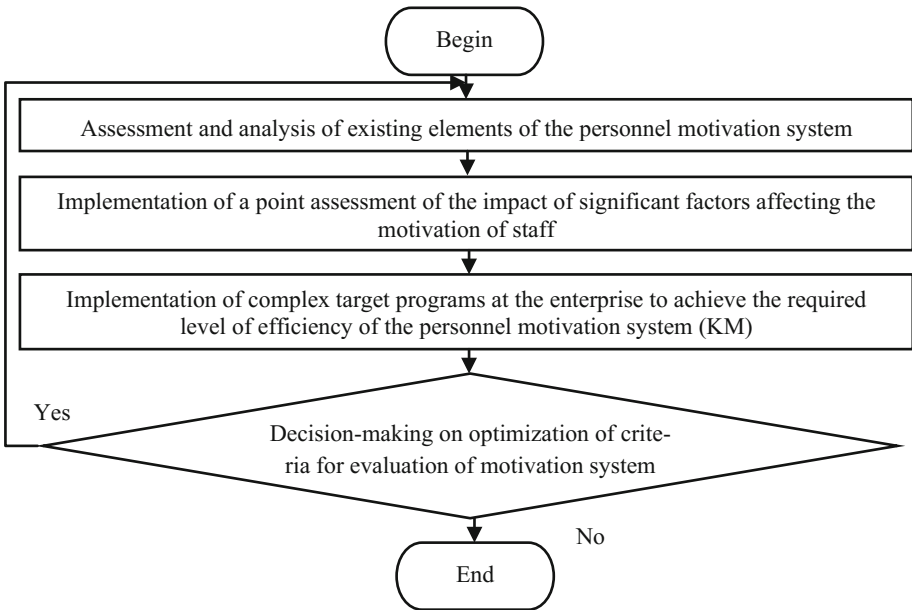 Begin
Assessment and analysis of existing elements of the personnel motivation system
Implementation of a point assessment of the impact of significant factors affecting the
motivation of staff
Implementation of complex target programs at the enterprise to achieve the required
level of efficiency of the personnel motivation system (KM)
Yes
Decision-making on optimization of crite-
ria for evaluation of motivation system
No
End